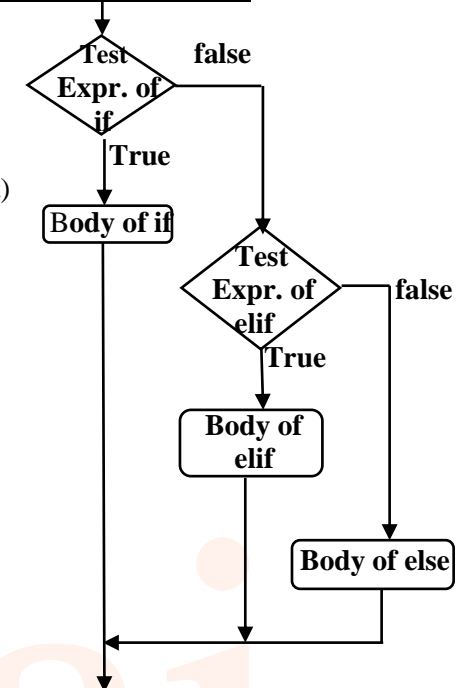 Test
Expr. of
if
false
True
)
Body of if
Test
Expr. of
elif
false
True
Body of
elif
Body of else